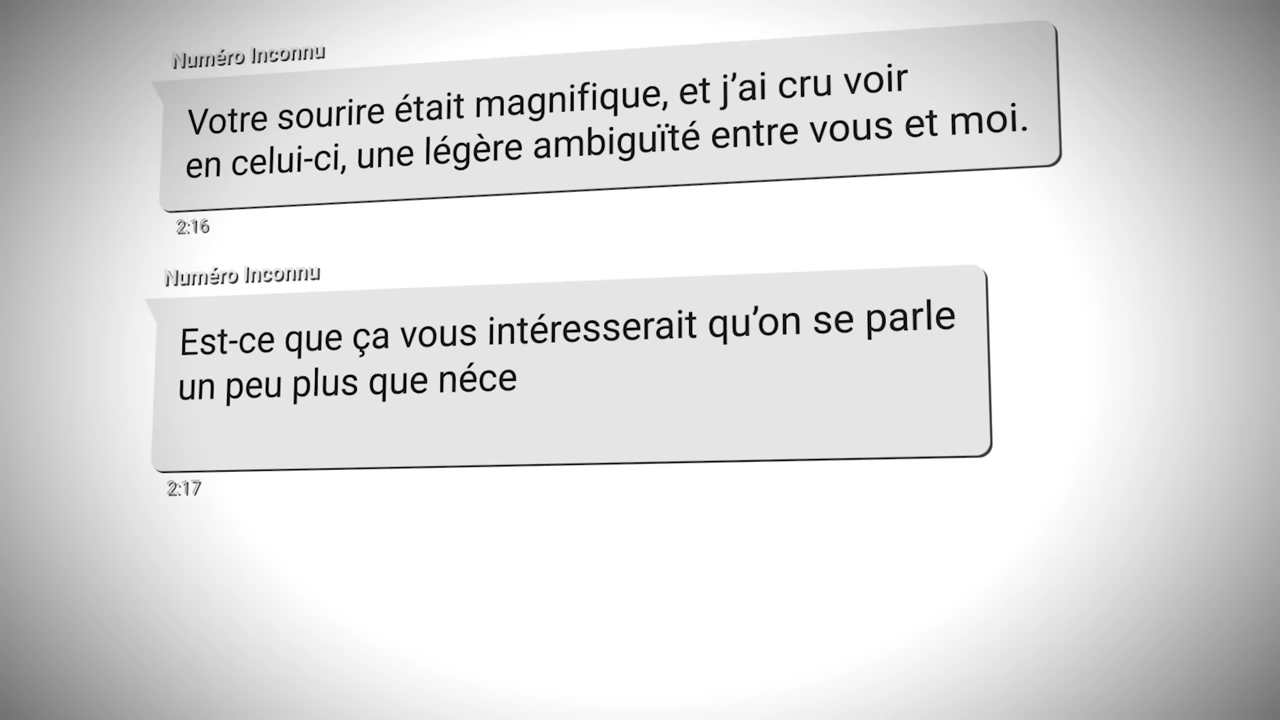 Numéro Inconnu
Votre sourire était magnifique, et j’ai cru voir
en celui-ci, une légère ambiguïté entre vous et moi.
2:16
Numéro Inconnu
Est-ce que ça vous intéresserait qu’on se parle
un peu plus que néce
2:17